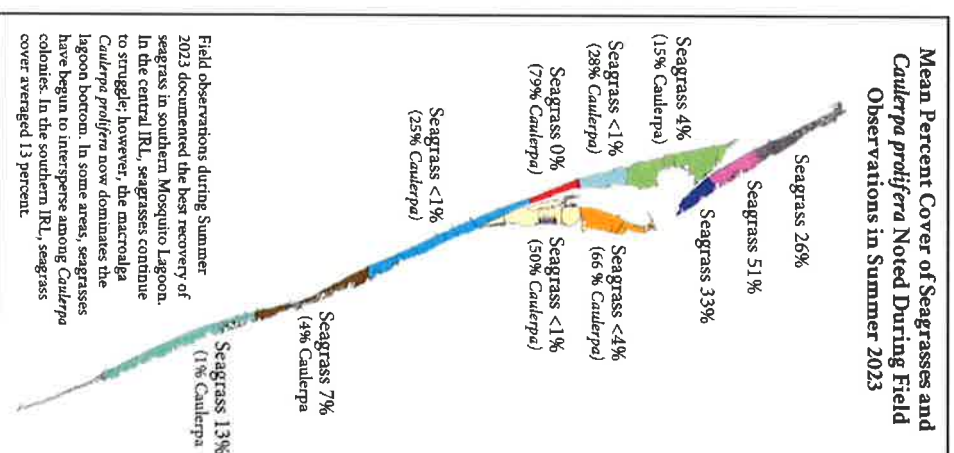 Mean Percent Cover of Seagrasses and
Caulerpa prolifera Noted During Field
Observations in Summer 2023
Seagrass 26%
Seagrass 51%
Seagrass 33%
Seagrass 4%
(15% Caulerpa)
Seagrass <1%
(28% Caulerpa)
Seagrass 0%
(79% Caulerpa)
Seagrass <4%
(66 % Caulerpa)
Seagrass <1%
(50% Caulerpa)
Seagrass <1%
(25% Caulerpa)
Seagrass 7%
(4% Caulerpa
Seagrass 13%
(1% Caulerpa
Field observations during Summer
2023 documented the best recovery of
seagrass in southern Mosquito Lagoon.
In the central IRL, seagrasses continue
to struggle; however, the macroalga
Caulerpa prolifera now dominates the
lagoon bottom. In some areas, seagrasses
have begun to intersperse among Caulerpa
colonies. In the southern IRL, seagrass
cover averaged 13 percent.